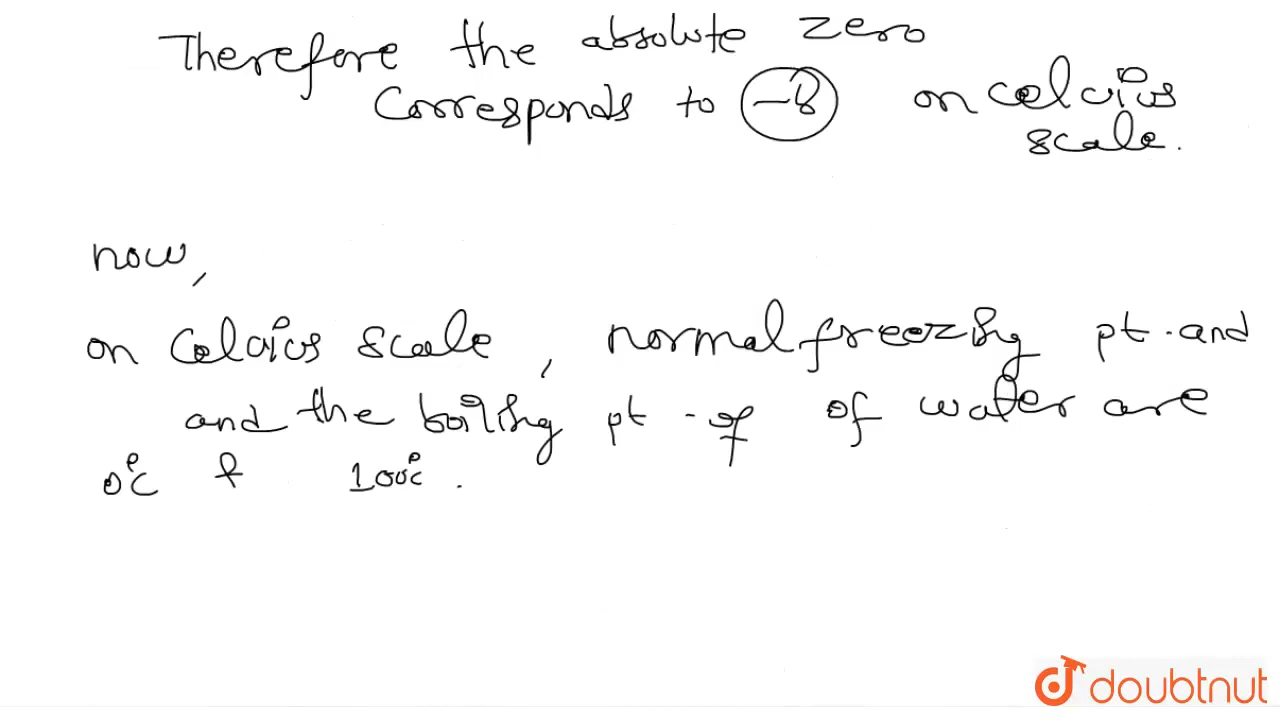 Therefore the absolute zero
corresponds to -B on celcius
scale.
now,
on Celcius scale, normal freezing pt. and
and the boiling pt. of of water are
0°C & 100°C.
doubtnut